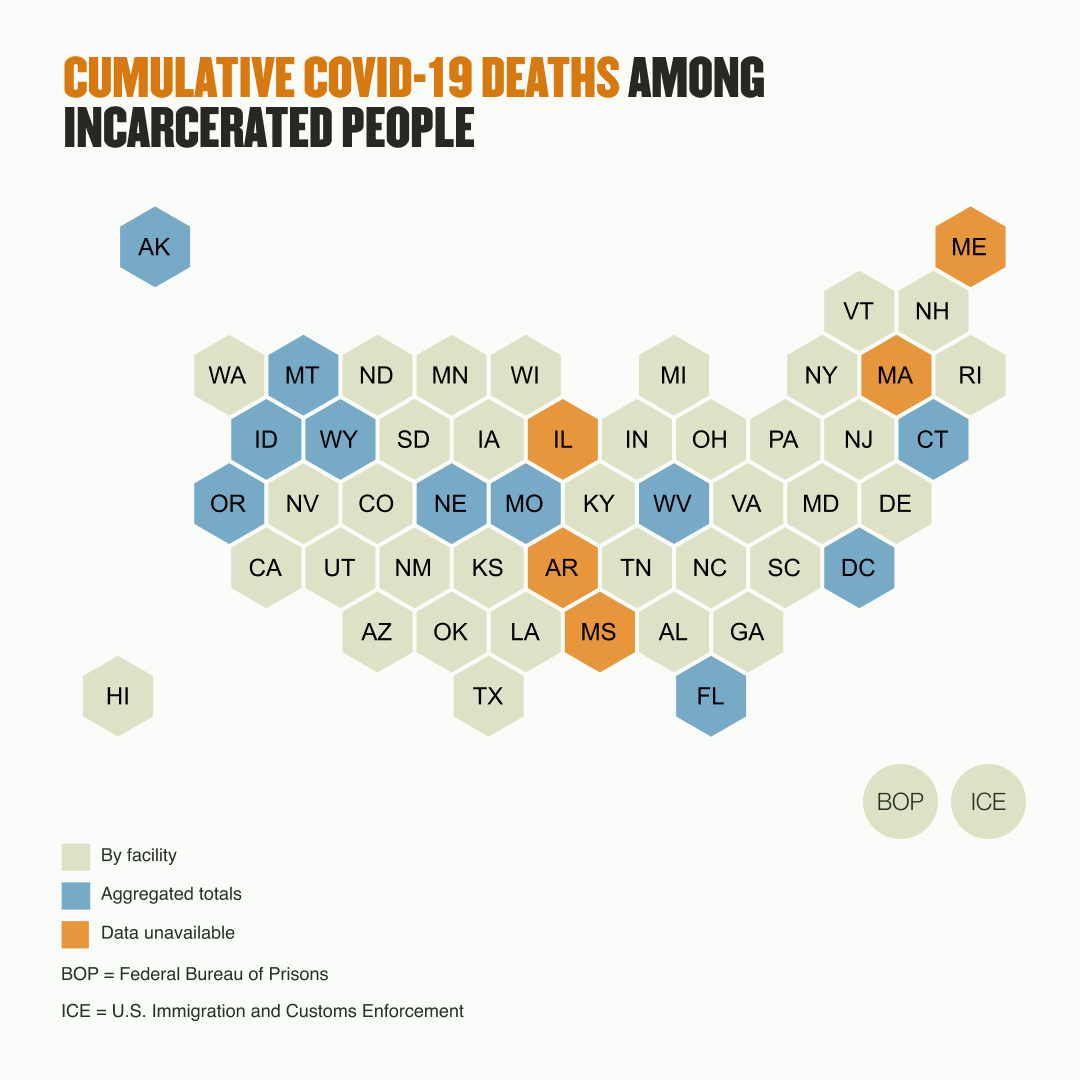 CUMULATIVE COVID-19 DEATHS AMONG
INCARCERATED PEOPLE
AK ME
VT NH
WA MT ND MN WI MI NY MA RI
ID WY SD IA IL IN OH PA NJ CT
OR NV CO NE MO KY WV VA MD DE
CA UT NM KS AR TN NC SC DC
AZ OK LA MS AL GA
HI TX FL
BOP ICE
By facility
Aggregated totals
Data unavailable
BOP = Federal Bureau of Prisons
ICE = U.S. Immigration and Customs Enforcement